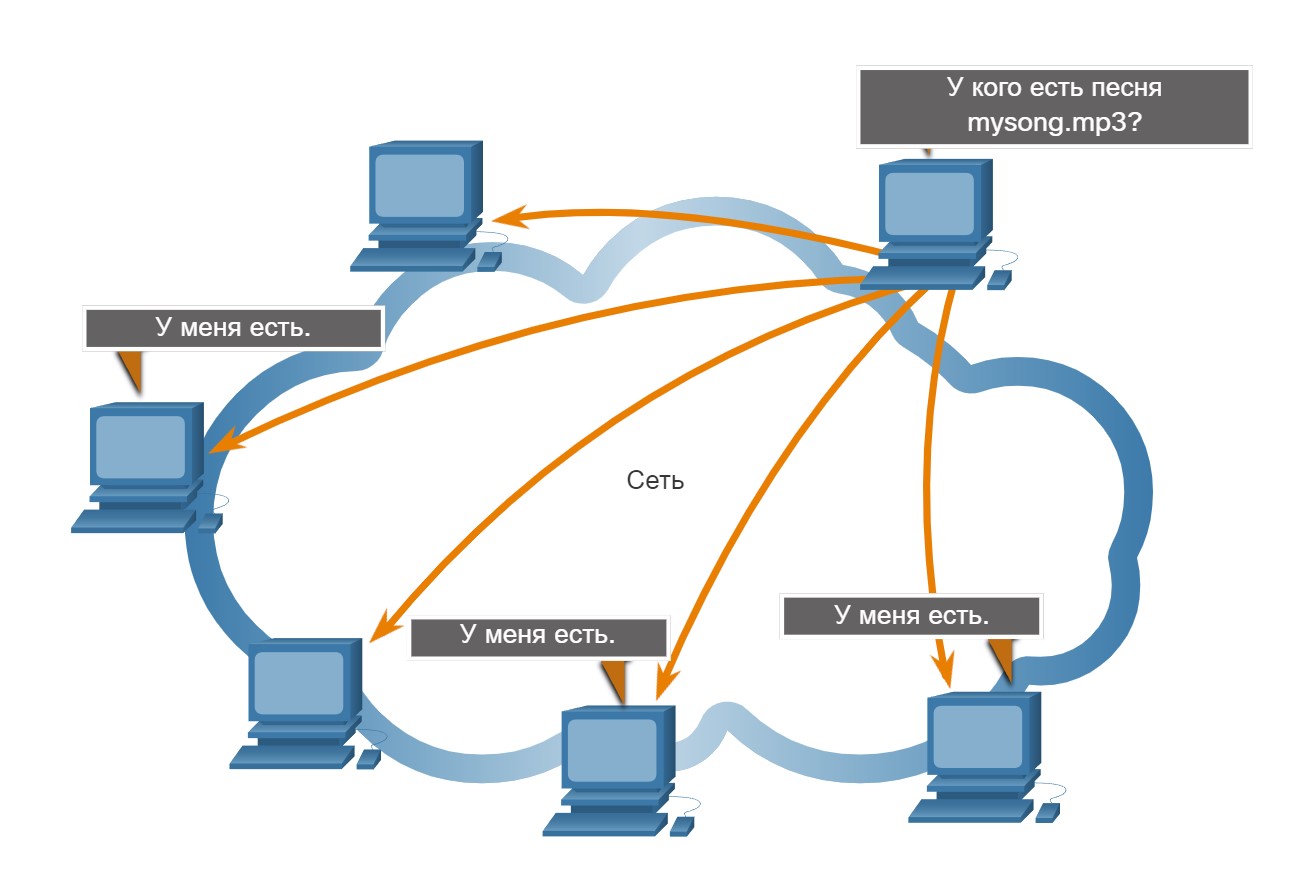 У кого есть песня
mysong.mp3?
У меня есть.
Сеть
У меня есть.
У меня есть.